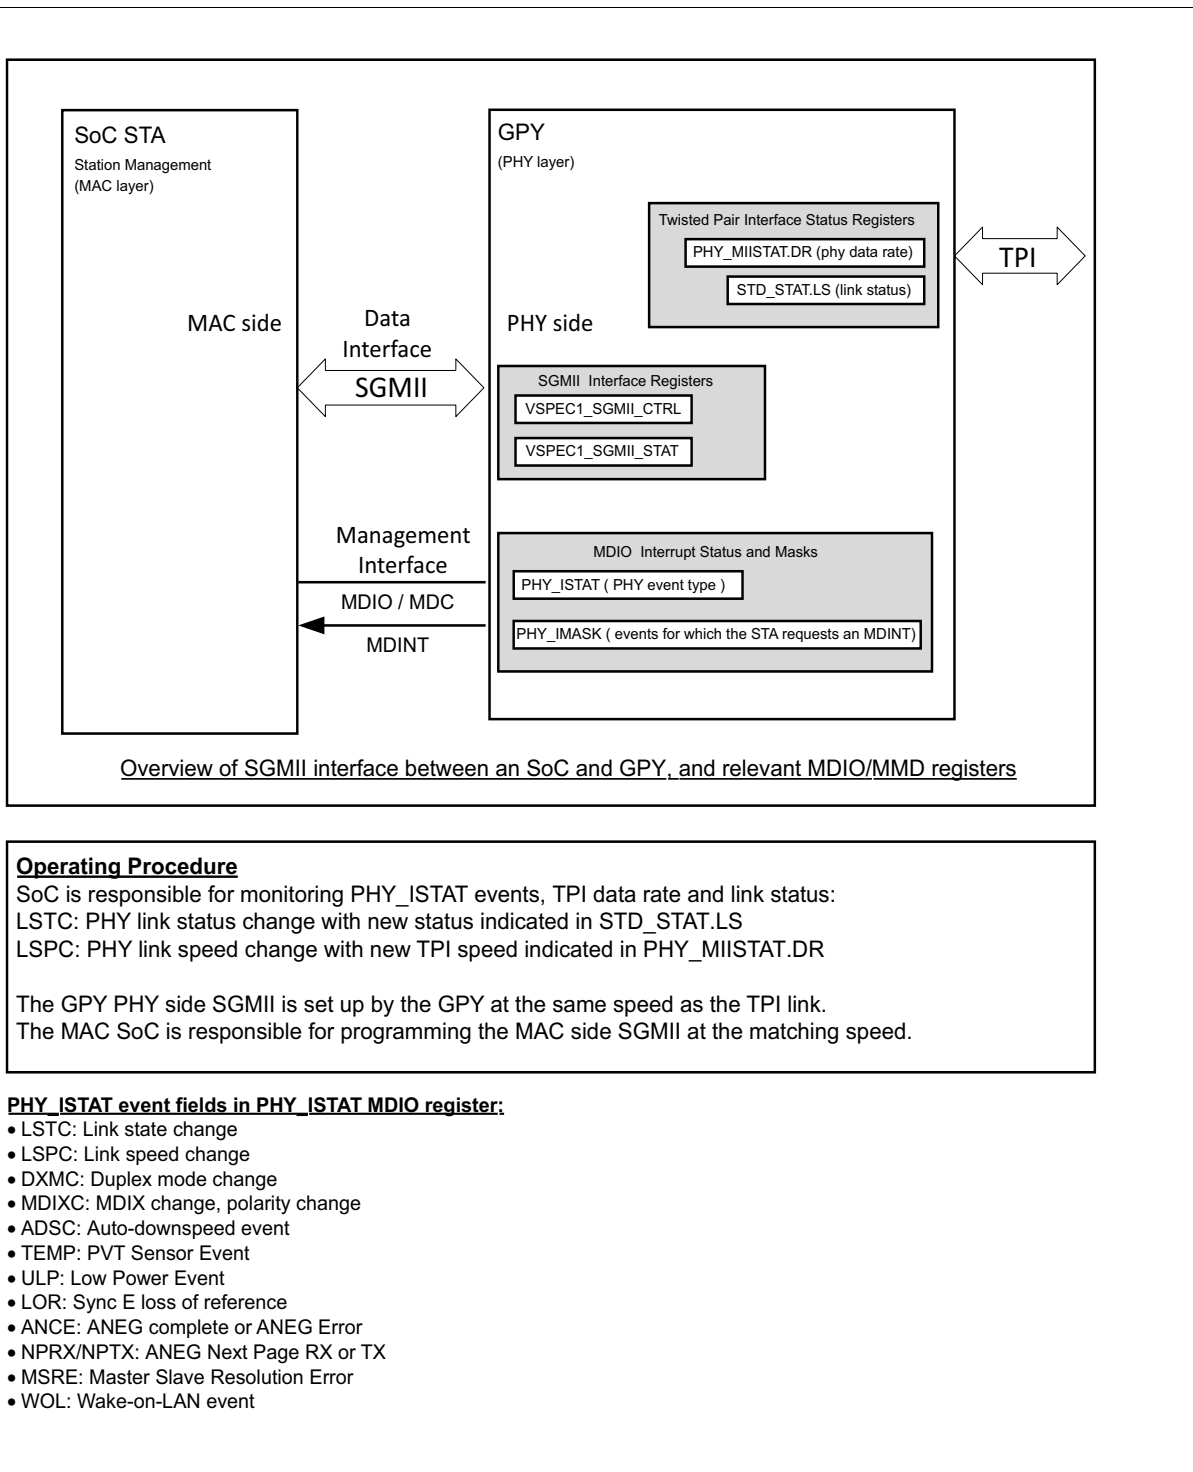 SoC STA
Station Management
(MAC layer)
MAC side
Data
Interface
SGMII
Management
Interface
MDIO / MDC
MDINT
GPY
(PHY layer)
Twisted Pair Interface Status Registers
PHY_MIISTAT.DR (phy data rate)
STD_STAT.LS (link status)
TPI
PHY side
SGMII Interface Registers
VSPEC1_SGMII_CTRL
VSPEC1_SGMII_STAT
MDIO Interrupt Status and Masks
PHY_ISTAT ( PHY event type )
PHY_IMASK ( events for which the STA requests an MDINT)
Overview of SGMII interface between an SoC and GPY, and relevant MDIO/MMD registers
Operating Procedure
SoC is responsible for monitoring PHY_ISTAT events, TPI data rate and link status:
LSTC: PHY link status change with new status indicated in STD_STAT.LS
LSPC: PHY link speed change with new TPI speed indicated in PHY_MIISTAT.DR
The GPY PHY side SGMII is set up by the GPY at the same speed as the TPI link.
The MAC SoC is responsible for programming the MAC side SGMII at the matching speed.
PHY_ISTAT event fields in PHY_ISTAT MDIO register:
• LSTC: Link state change
• LSPC: Link speed change
• DXMC: Duplex mode change
• MDIXC: MDIX change, polarity change
• ADSC: Auto-downspeed event
• TEMP: PVT Sensor Event
• ULP: Low Power Event
• LOR: Sync E loss of reference
• ANCE: ANEG complete or ANEG Error
• NPRX/NPTX: ANEG Next Page RX or TX
• MSRE: Master Slave Resolution Error
• WOL: Wake-on-LAN event